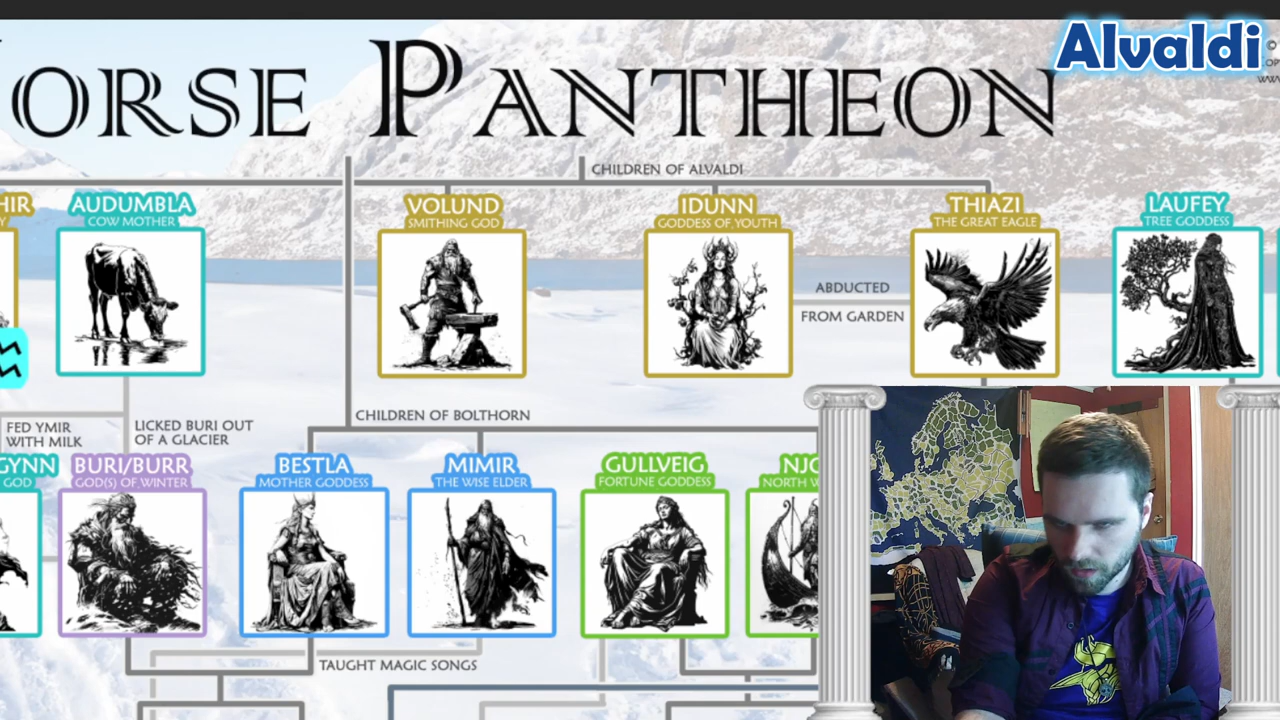 Alvaldi
ORSE PANTHEON
CHILDREN OF ALVALDI
AUDUMBLA
COW MOTHER
VOLUND
SMITHING GOD
IDUNN
GODDESS OF YOUTH
THIAZI
THE GREAT EAGLE
LAUFEY
TREE GODDESS
ABDUCTED
FROM GARDEN
CHILDREN OF BOLTHORN
FED YMIR
WITH MILK
LICKED BURI OUT
OF A GLACIER
GYNN
GOD
BURI/BURR
GOD(S) OF WINTER
BESTLA
MOTHER GODDESS
MIMIR
THE WISE ELDER
GULLVEIG
FORTUNE GODDESS
NJO
NORTH W
TAUGHT MAGIC SONGS